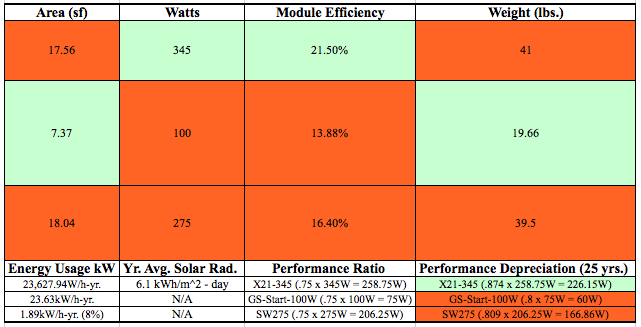 Area (sf) Watts Module Efficiency Weight (lbs.)
17.56 345 21.50% 41
7.37 100 13.88% 19.66
18.04 275 16.40% 39.5
Energy Usage kW Yr. Avg. Solar Rad. Performance Ratio Performance Depreciation (25 yrs.)
23,627.94W/h-yr. 6.1 kWh/m^2 - day X21-345 (.75 x 345W = 258.75W) X21-345 (.874 x 258.75W = 226.15W)
23.63kW/h-yr. N/A GS-Start-100W (.75 x 100W = 75W) GS-Start-100W (.8 x 75W = 60W)
1.89kW/h-yr. (8%) N/A SW275 (.75 x 275W = 206.25W) SW275 (.809 x 206.25W = 166.86W)